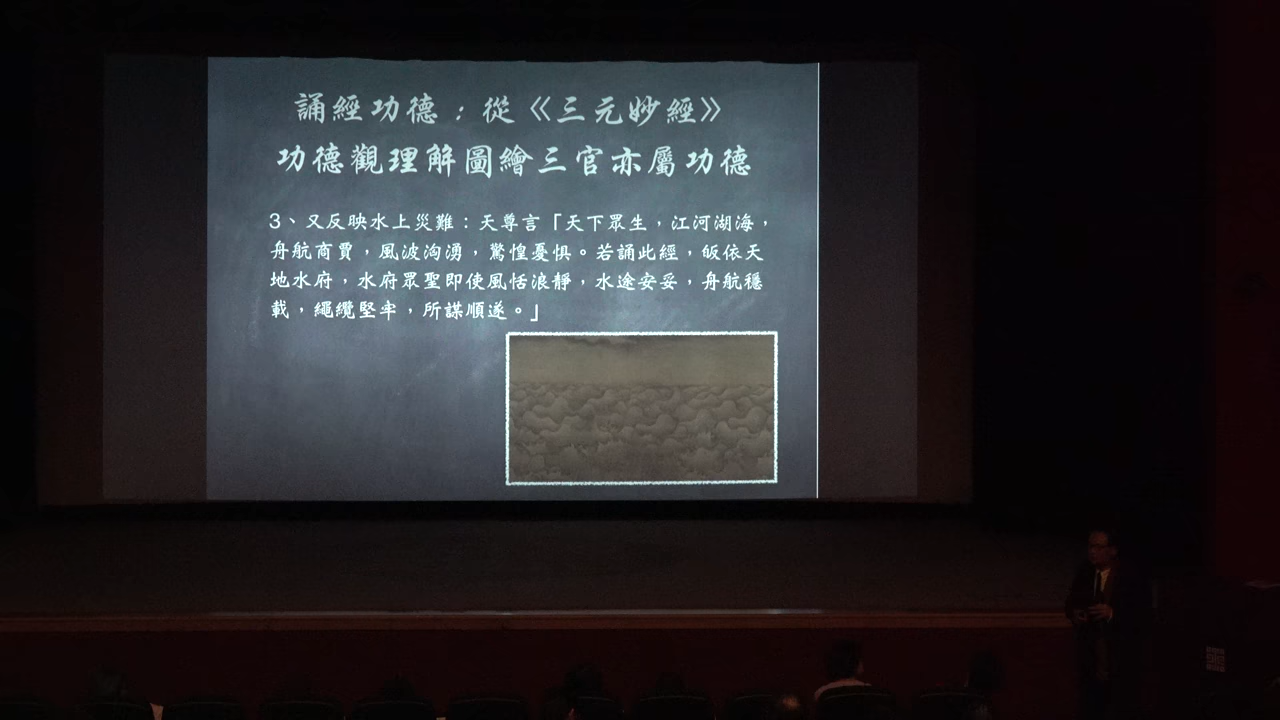 誦經功德：從《三元妙經》
功德觀理解圖繪三官亦屬功德
3、又反映水上災難：天尊言「天下眾生，江河湖海，
舟航商賈，風波洶湧，驚惶憂惧。若誦此經，皈依天
地水府，水府眾聖即使風恬浪靜，水途安妥，舟航穩
載，繩纜堅牢，所謀順遂。」